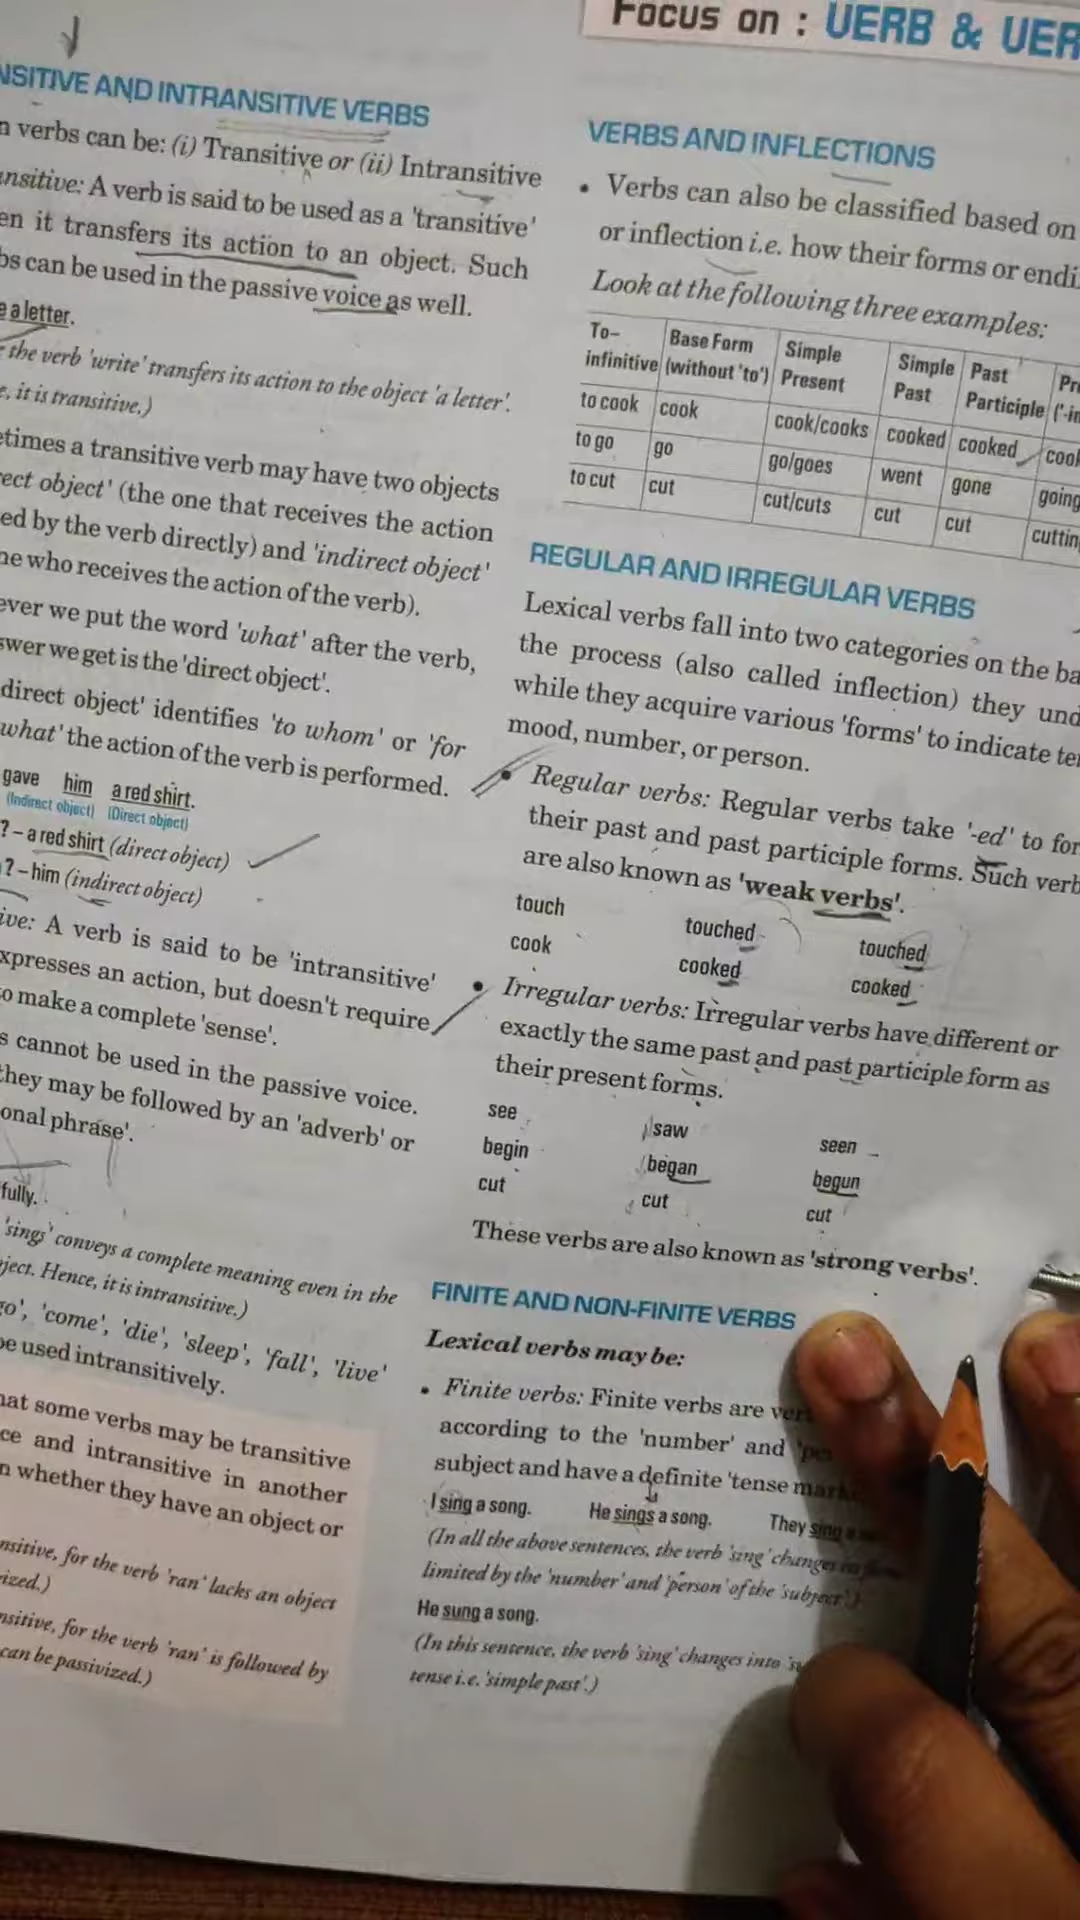 Focus on : VERB & VER
NSITIVE AND INTRANSITIVE VERBS
n verbs can be: (i) Transitive or (ii) Intransitive
ansitive: A verb is said to be used as a 'transitive'
en it transfers its action to an object. Such
bs can be used in the passive voice as well.
e a letter.
the verb 'write' transfers its action to the object 'a letter'.
e, it is transitive.)
etimes a transitive verb may have two objects
rect object' (the one that receives the action
ed by the verb directly) and 'indirect object'
ne who receives the action of the verb).
ever we put the word 'what' after the verb,
swer we get is the 'direct object'.
direct object' identifies 'to whom' or 'for
what' the action of the verb is performed.
gave him a red shirt.
(Indirect object) (Direct object)
? – a red shirt (direct object)
? – him (indirect object)
ive: A verb is said to be 'intransitive'
xpresses an action, but doesn't require
to make a complete 'sense'.
s cannot be used in the passive voice.
they may be followed by an 'adverb' or
onal phrase'.
fully.
'sings' conveys a complete meaning even in the
ject. Hence, it is intransitive.)
go', 'come', 'die', 'sleep', 'fall', 'live'
be used intransitively.
hat some verbs may be transitive
ce and intransitive in another
n whether they have an object or
nsitive, for the verb 'ran' lacks an object
ized.)
nsitive, for the verb 'ran' is followed by
can be passivized.)
VERBS AND INFLECTIONS
• Verbs can also be classified based on
or inflection i.e. how their forms or endi
Look at the following three examples:
To– Base Form Simple Simple Past Pr
infinitive (without 'to') Present Past Participle ('-in
to cook cook cook/cooks cooked cooked cook
to go go go/goes went gone going
to cut cut cut/cuts cut cut cuttin
REGULAR AND IRREGULAR VERBS
Lexical verbs fall into two categories on the ba
the process (also called inflection) they und
while they acquire various 'forms' to indicate te
mood, number, or person.
• Regular verbs: Regular verbs take '-ed' to for
their past and past participle forms. Such verb
are also known as 'weak verbs'.
touch touched touched
cook cooked cooked
• Irregular verbs: Irregular verbs have different or
exactly the same past and past participle form as
their present forms.
see saw seen
begin began begun
cut cut cut
These verbs are also known as 'strong verbs'.
FINITE AND NON-FINITE VERBS
Lexical verbs may be:
• Finite verbs: Finite verbs are ver
according to the 'number' and 'pe
subject and have a definite 'tense mark
I sing a song. He sings a song. They sing a
(In all the above sentences, the verb 'sing' changes
limited by the 'number' and 'person' of the 'subject'.)
He sung a song.
(In this sentence, the verb 'sing' changes into 'su
tense i.e. 'simple past'.)